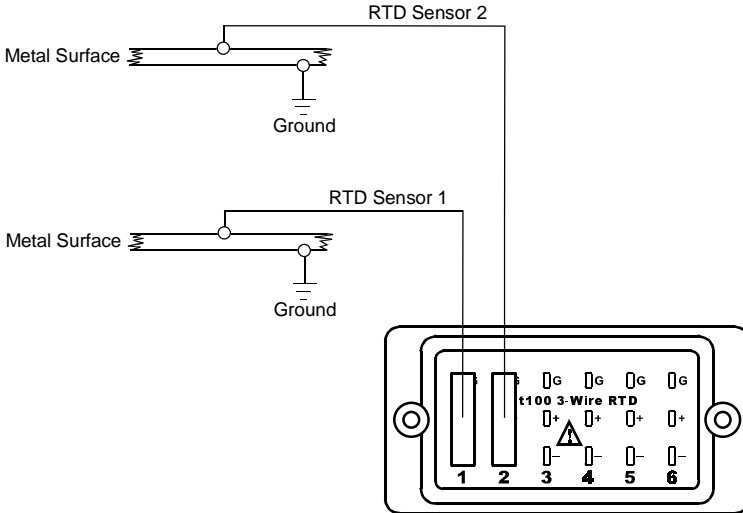 RTD Sensor 2
Metal Surface
Ground
RTD Sensor 1
Metal Surface
Ground
G G G G
t100 3-Wire RTD
+ + + +
- - - -
1 2 3 4 5 6